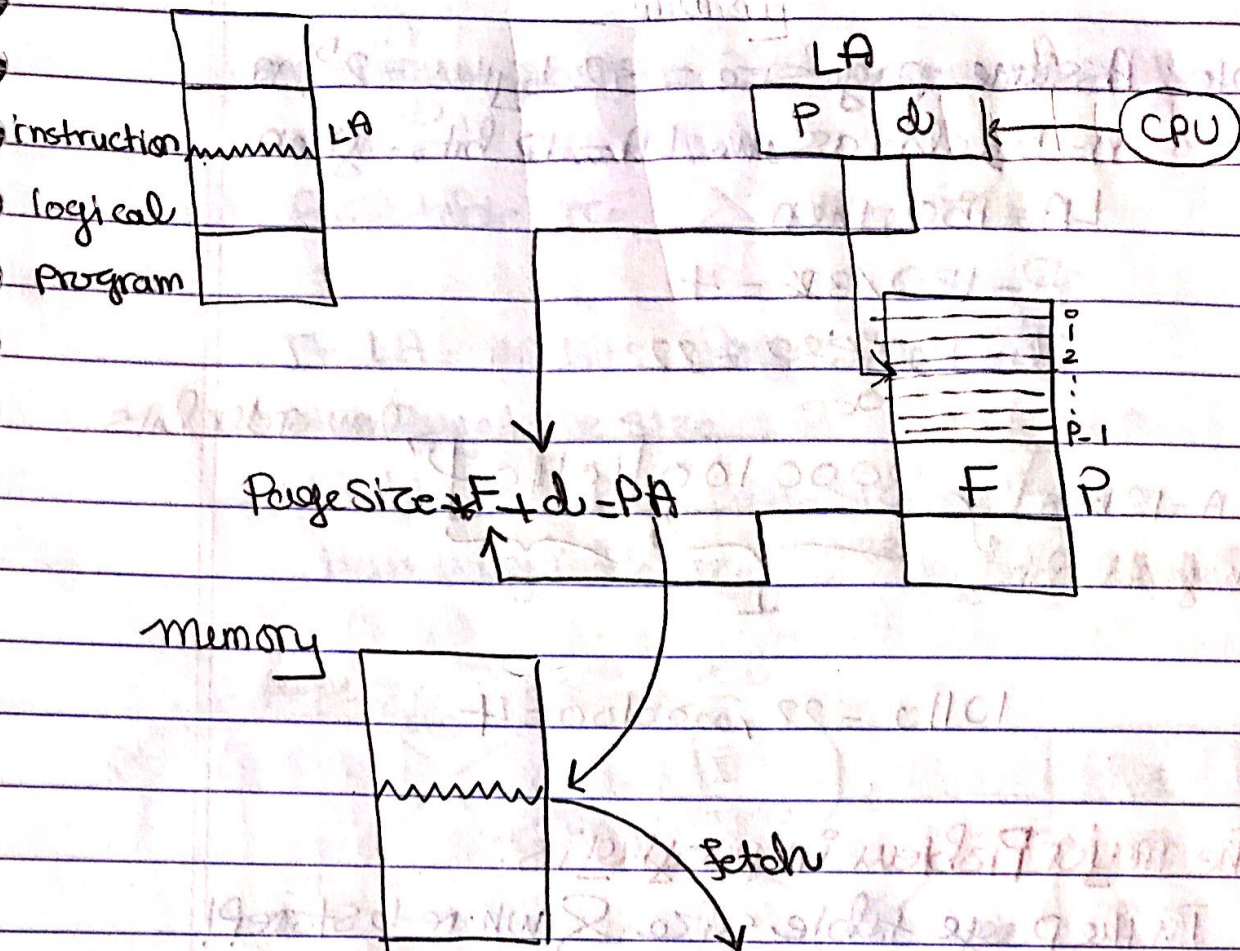 LA
P d CPU
instruction LA
logical
program
0
1
2
P-1
F P
PageSize*F+d=PA
memory
fetch